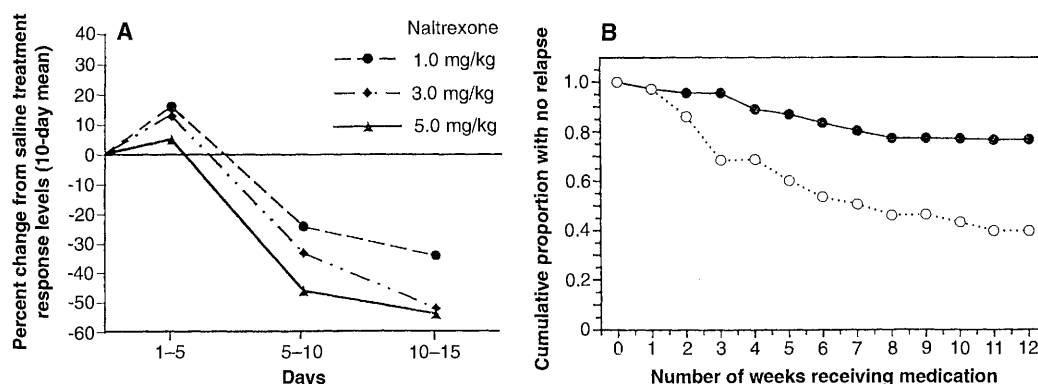 A
Naltrexone
1.0 mg/kg
3.0 mg/kg
5.0 mg/kg
Percent change from saline treatment
response levels (10-day mean)
40
30
20
10
0
-10
-20
-30
-40
-50
-60
1–5
5–10
10–15
Days
B
Cumulative proportion with no relapse
1.0
0.8
0.6
0.4
0.2
0
0 1 2 3 4 5 6 7 8 9 10 11 12
Number of weeks receiving medication